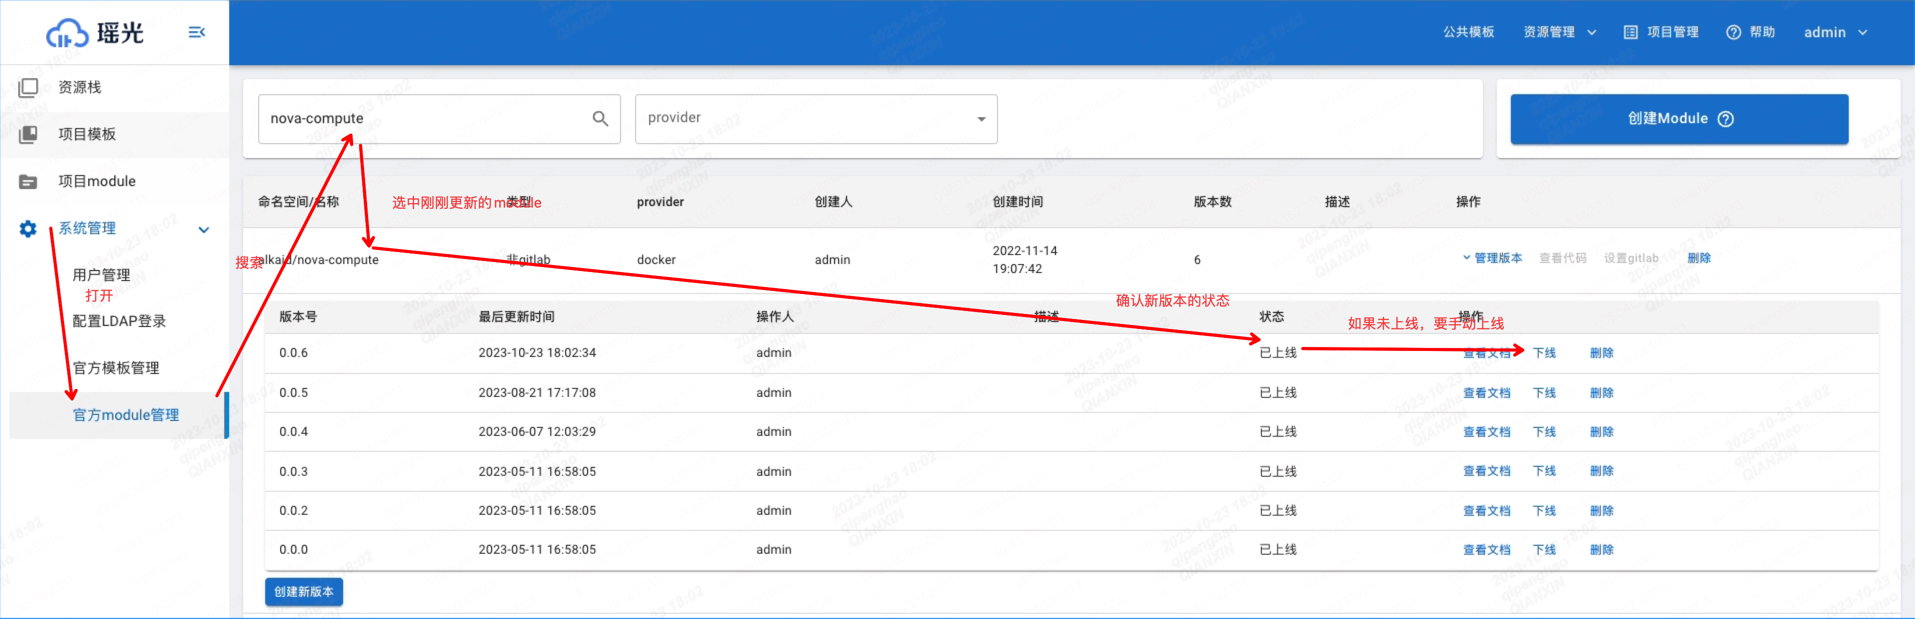 瑶光
公共模板 资源管理 项目管理 帮助 admin
资源栈
项目模板
项目module
系统管理
用户管理
打开
配置LDAP登录
官方模板管理
官方module管理
搜索
nova-compute
provider
创建Module
选中刚刚更新的module
命名空间/名称 类型 provider 创建人 创建时间 版本数 描述 操作
alkaid/nova-compute 非gitlab docker admin 2022-11-14 19:07:42 6 管理版本 查看代码 设置gitlab 删除
确认新版本的状态
如果未上线，要手动上线
版本号 最后更新时间 操作人 描述 状态 操作
0.0.6 2023-10-23 18:02:34 admin 已上线 查看文档 下线 删除
0.0.5 2023-08-21 17:17:08 admin 已上线 查看文档 下线 删除
0.0.4 2023-06-07 12:03:29 admin 已上线 查看文档 下线 删除
0.0.3 2023-05-11 16:58:05 admin 已上线 查看文档 下线 删除
0.0.2 2023-05-11 16:58:05 admin 已上线 查看文档 下线 删除
0.0.0 2023-05-11 16:58:05 admin 已上线 查看文档 下线 删除
创建新版本
2023-10-23 18:02
qipenghao
QIANXIN